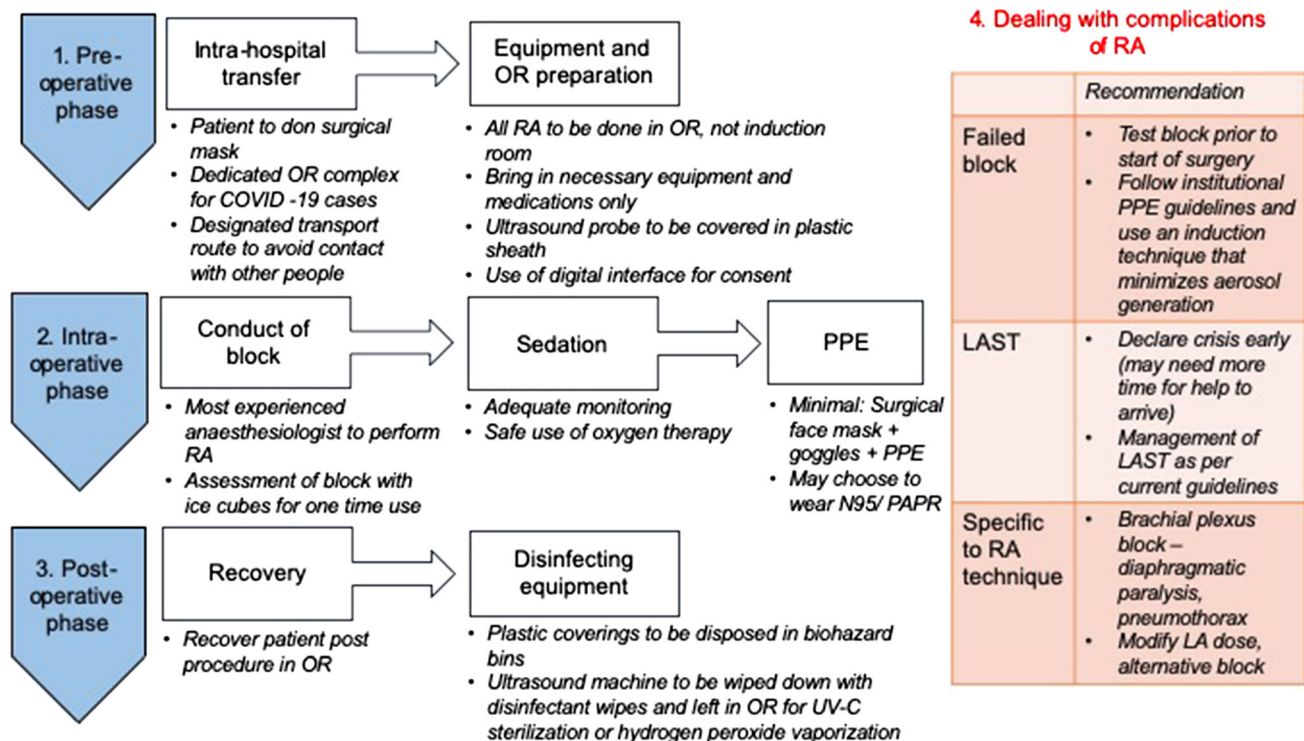 1. Pre-
operative
phase
Intra-hospital
transfer
• Patient to don surgical
mask
• Dedicated OR complex
for COVID -19 cases
• Designated transport
route to avoid contact
with other people
Equipment and
OR preparation
• All RA to be done in OR, not induction
room
• Bring in necessary equipment and
medications only
• Ultrasound probe to be covered in plastic
sheath
• Use of digital interface for consent
2. Intra-
operative
phase
Conduct of
block
• Most experienced
anaesthesiologist to perform
RA
• Assessment of block with
ice cubes for one time use
Sedation
• Adequate monitoring
• Safe use of oxygen therapy
PPE
• Minimal: Surgical
face mask +
goggles + PPE
• May choose to
wear N95/ PAPR
3. Post-
operative
phase
Recovery
• Recover patient post
procedure in OR
Disinfecting
equipment
• Plastic coverings to be disposed in biohazard
bins
• Ultrasound machine to be wiped down with
disinfectant wipes and left in OR for UV-C
sterilization or hydrogen peroxide vaporization
4. Dealing with complications
of RA
Recommendation
Failed
block
• Test block prior to
start of surgery
• Follow institutional
PPE guidelines and
use an induction
technique that
minimizes aerosol
generation
LAST
• Declare crisis early
(may need more
time for help to
arrive)
• Management of
LAST as per
current guidelines
Specific
to RA
technique
• Brachial plexus
block –
diaphragmatic
paralysis,
pneumothorax
• Modify LA dose,
alternative block